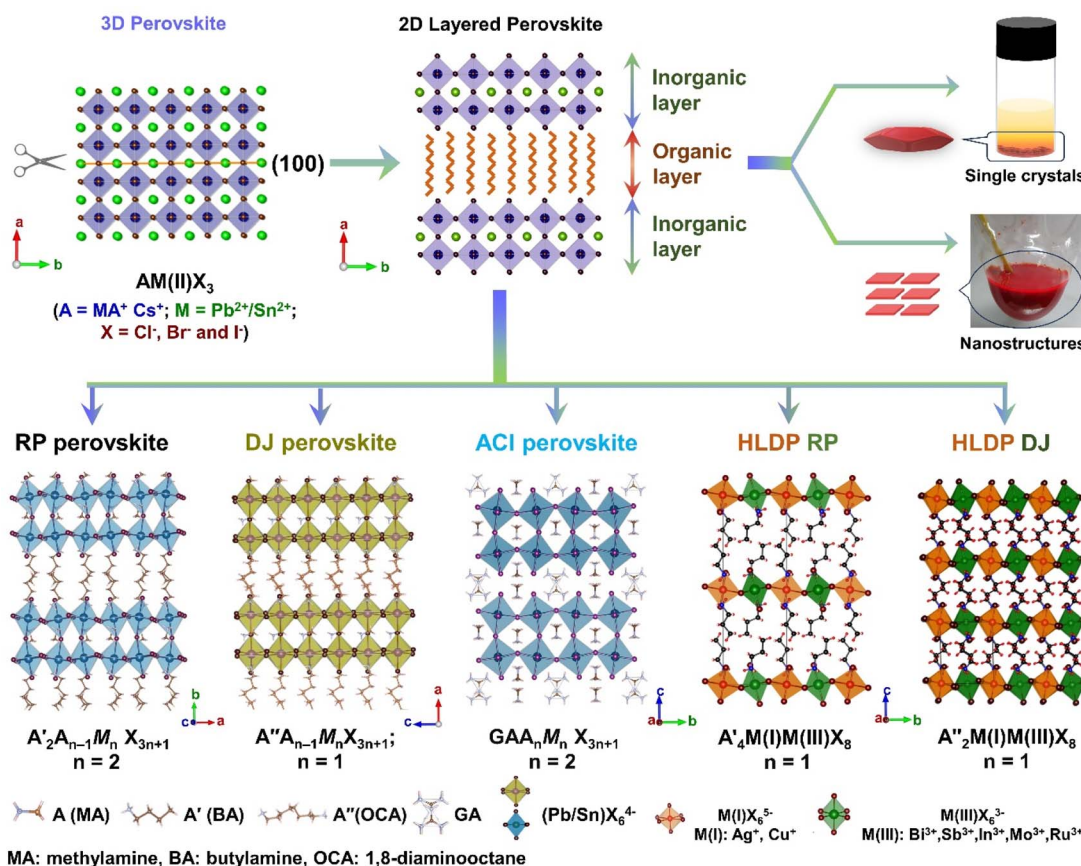 3D Perovskite
2D Layered Perovskite
Inorganic
layer
Organic
layer
Inorganic
layer
(100)
a
b
a
b
AM(II)X₃
(A = MA⁺ Cs⁺; M = Pb²⁺/Sn²⁺;
X = Cl⁻, Br⁻ and I⁻)
Single crystals
Nanostructures
RP perovskite
DJ perovskite
ACI perovskite
HLDP RP
HLDP DJ
b
c a
a
c
c
a b
c
a b
A'₂Aₙ₋₁Mₙ X₃ₙ₊₁
n = 2
A''Aₙ₋₁MₙX₃ₙ₊₁;
n = 1
GAAₙMₙ X₃ₙ₊₁
n = 2
A'₄M(I)M(III)X₈
n = 1
A''₂M(I)M(III)X₈
n = 1
A (MA)
A' (BA)
A''(OCA)
GA
(Pb/Sn)X₆⁴⁻
M(I)X₆⁵⁻
M(I): Ag⁺, Cu⁺
M(III)X₆³⁻
M(III): Bi³⁺,Sb³⁺,In³⁺,Mo³⁺,Ru³⁺
MA: methylamine, BA: butylamine, OCA: 1,8-diaminooctane